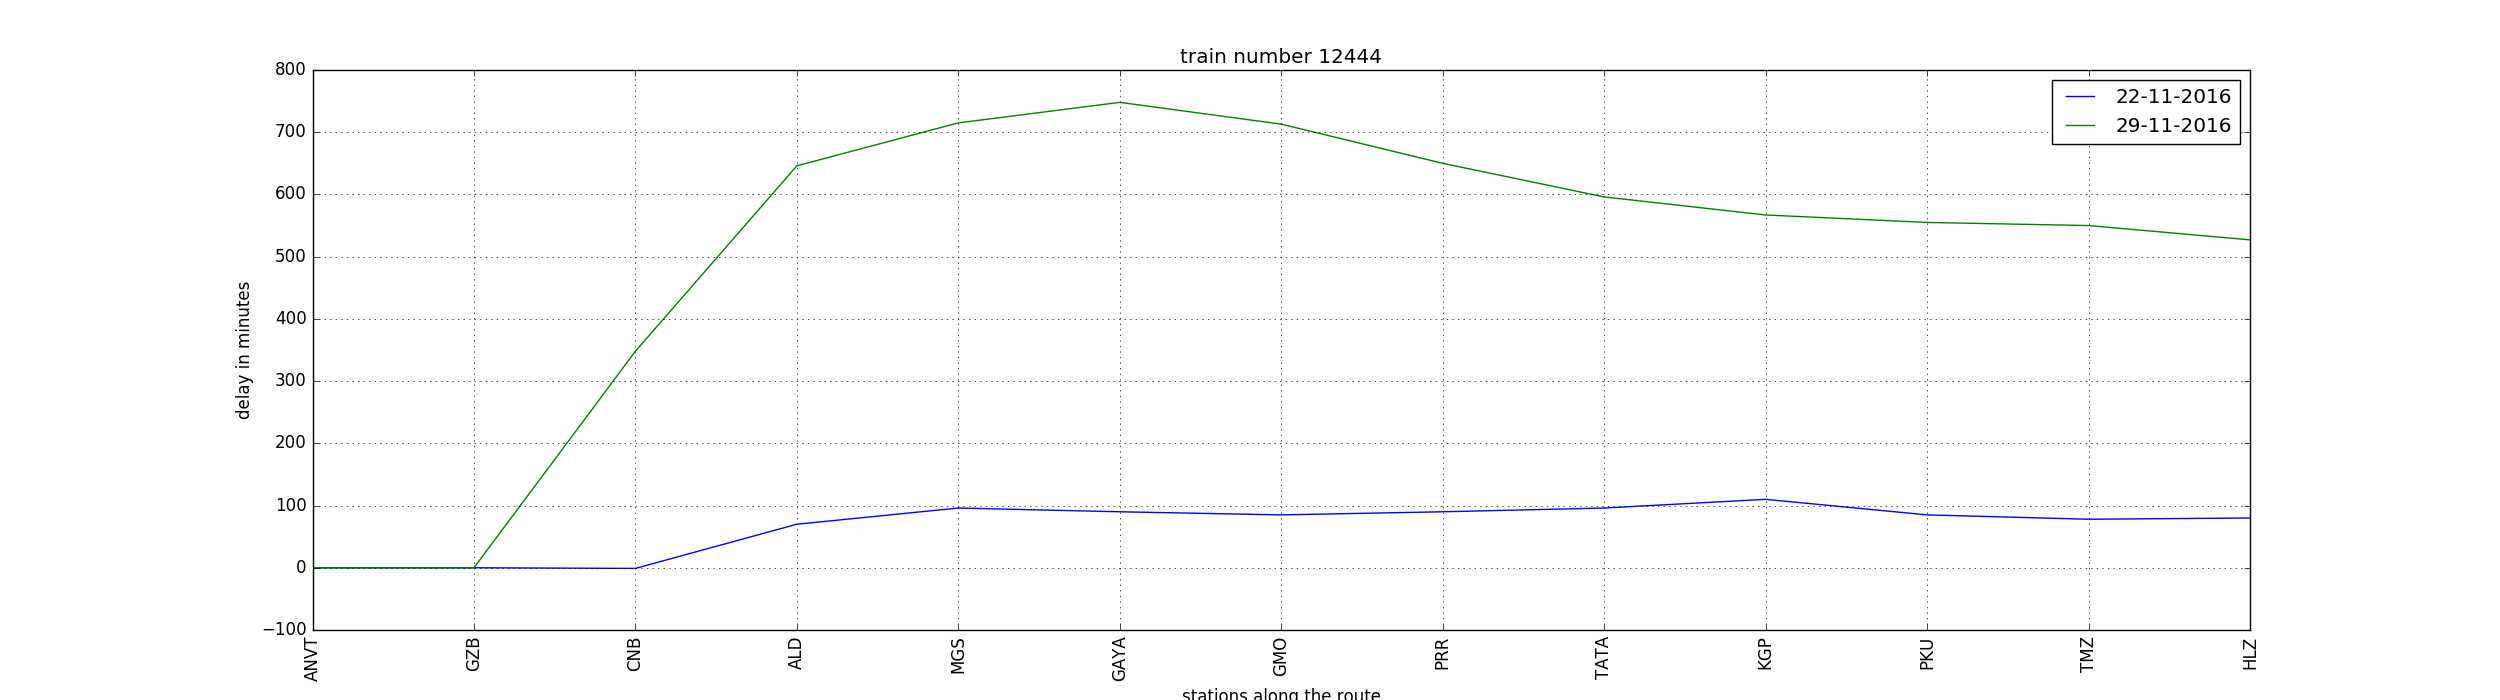 train number 12444
800
700
600
500
400
300
200
100
0
−100
delay in minutes
22-11-2016
29-11-2016
ANVT
GZB
CNB
ALD
MGS
GAYA
GMO
PRR
TATA
KGP
PKU
TMZ
HLZ
stations along the route